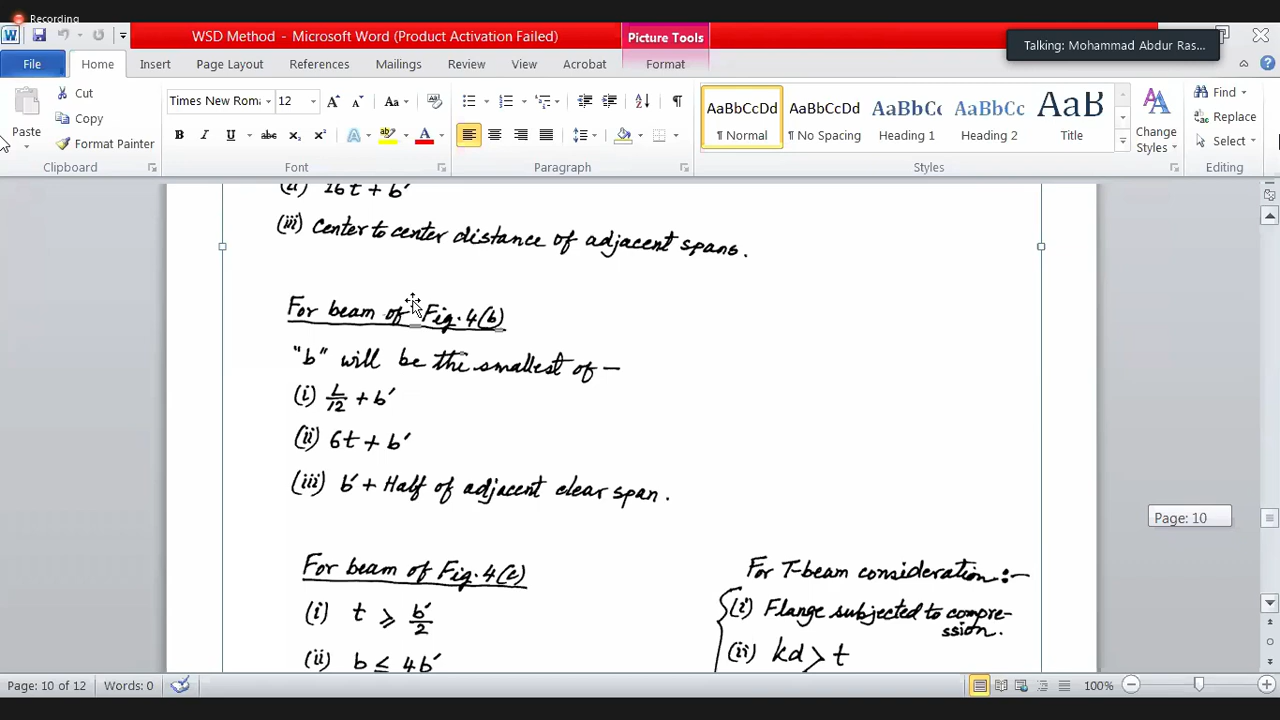 Recording
WSD Method - Microsoft Word (Product Activation Failed)
Picture Tools
Talking: Mohammad Abdur Ras...
File Home Insert Page Layout References Mailings Review View Acrobat Format
Paste
Cut
Copy
Format Painter
Clipboard
Times New Rom
12
Font
Paragraph
AaBbCcDd AaBbCcDd AaBbCc AaBbCc AaB
¶ Normal ¶ No Spacing Heading 1 Heading 2 Title
Change Styles
Styles
Find
Replace
Select
Editing
(ii) 16t + b'
(iii) Center to center distance of adjacent spans.
For beam of Fig. 4(b)
"b" will be the smallest of —
(i) L/12 + b'
(ii) 6t + b'
(iii) b' + Half of adjacent clear span.
For beam of Fig. 4(c)
(i) t ⩾ b'/2
(ii) b ≤ 4b'
For T-beam consideration :-
(i) Flange subjected to compre-
ssion.
(ii) kd > t
Page: 10
Page: 10 of 12 Words: 0 100%